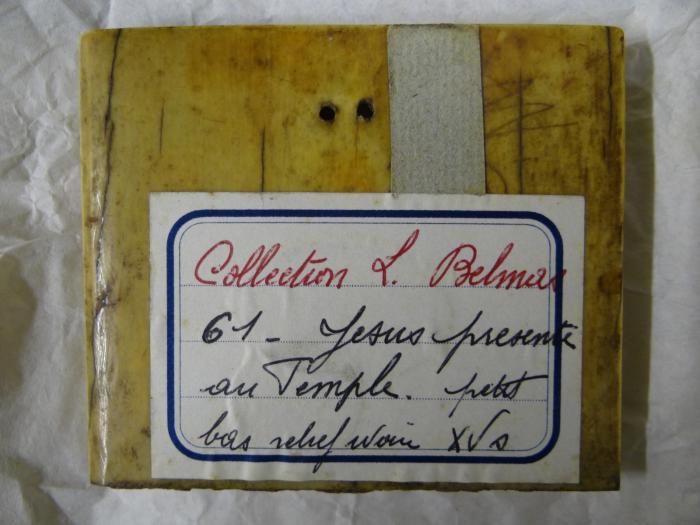 Collection L. Belmas
61 - Jesus presenté
au Temple. petit
bas relief ivoire XVs